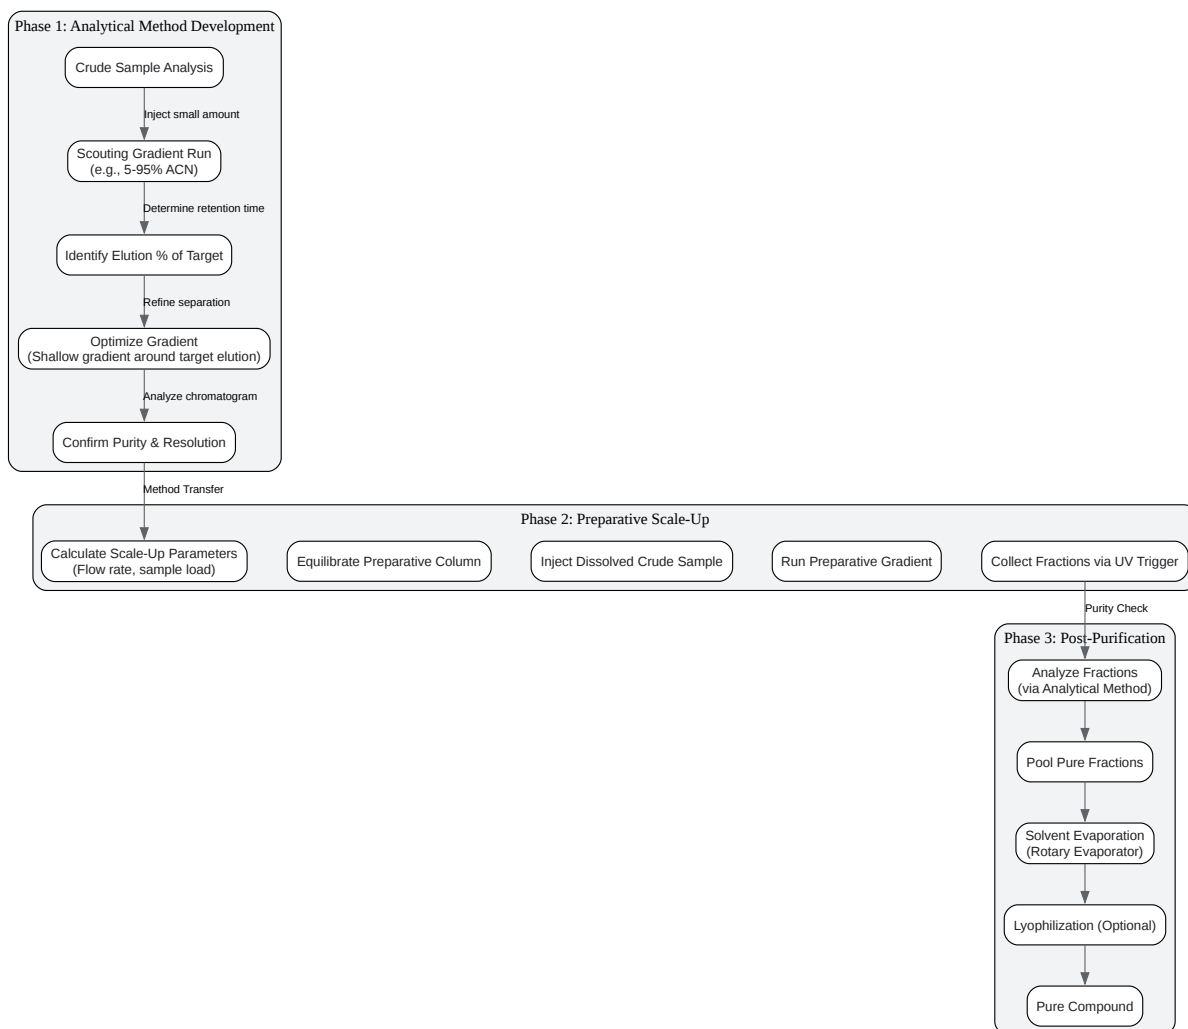 Phase 1: Analytical Method Development
Crude Sample Analysis
Inject small amount
Scouting Gradient Run
(e.g., 5-95% ACN)
Determine retention time
Identify Elution % of Target
Refine separation
Optimize Gradient
(Shallow gradient around target elution)
Analyze chromatogram
Confirm Purity & Resolution
Method Transfer
Phase 2: Preparative Scale-Up
Calculate Scale-Up Parameters
(Flow rate, sample load)
Equilibrate Preparative Column
Inject Dissolved Crude Sample
Run Preparative Gradient
Collect Fractions via UV Trigger
Purity Check
Phase 3: Post-Purification
Analyze Fractions
(via Analytical Method)
Pool Pure Fractions
Solvent Evaporation
(Rotary Evaporator)
Lyophilization (Optional)
Pure Compound